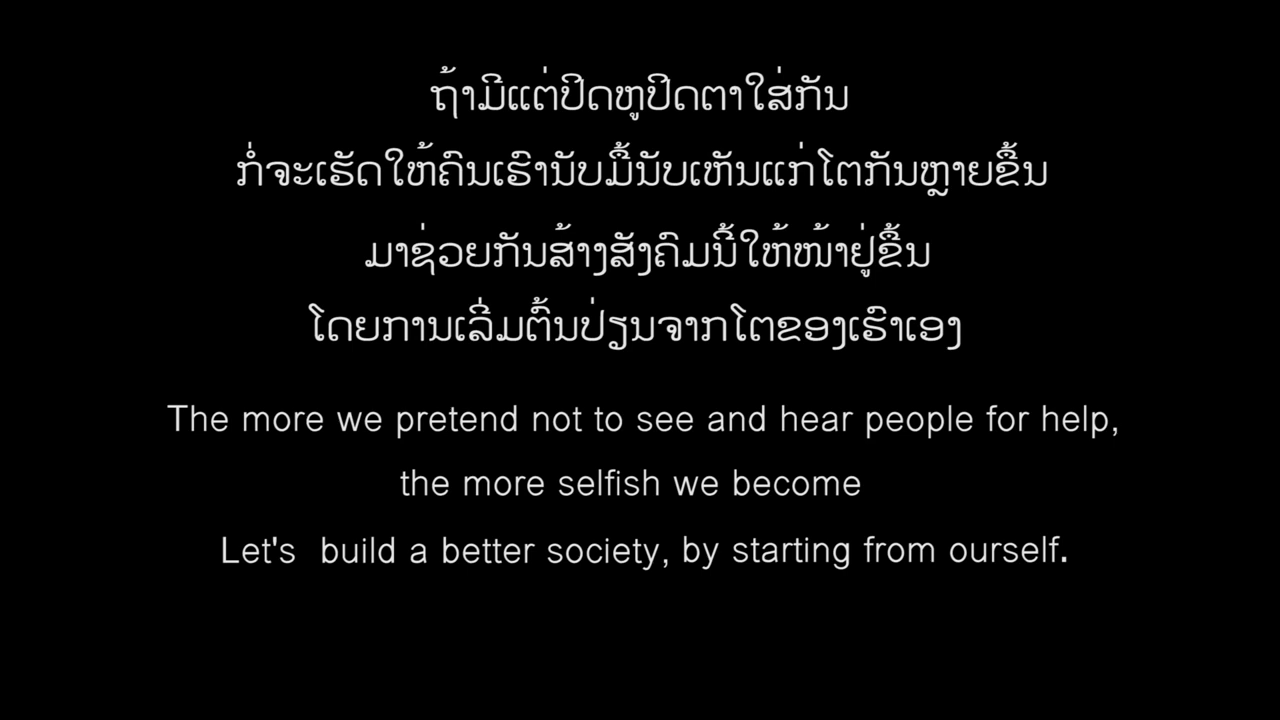 ຖ້າມີແຕ່ປິດຫູປິດຕາໃສ່ກັນ
ກໍ່ຈະເຮັດໃຫ້ຄົນເຮົານັບມື້ນັບເຫັນແກ່ໂຕກັນຫຼາຍຂຶ້ນ
ມາຊ່ວຍກັນສ້າງສັງຄົມນີ້ໃຫ້ໜ້າຢູ່ຂຶ້ນ
ໂດຍການເລີ່ມຕົ້ນປ່ຽນຈາກໂຕຂອງເຮົາເອງ
The more we pretend not to see and hear people for help,
the more selfish we become
Let's  build a better society, by starting from ourself.